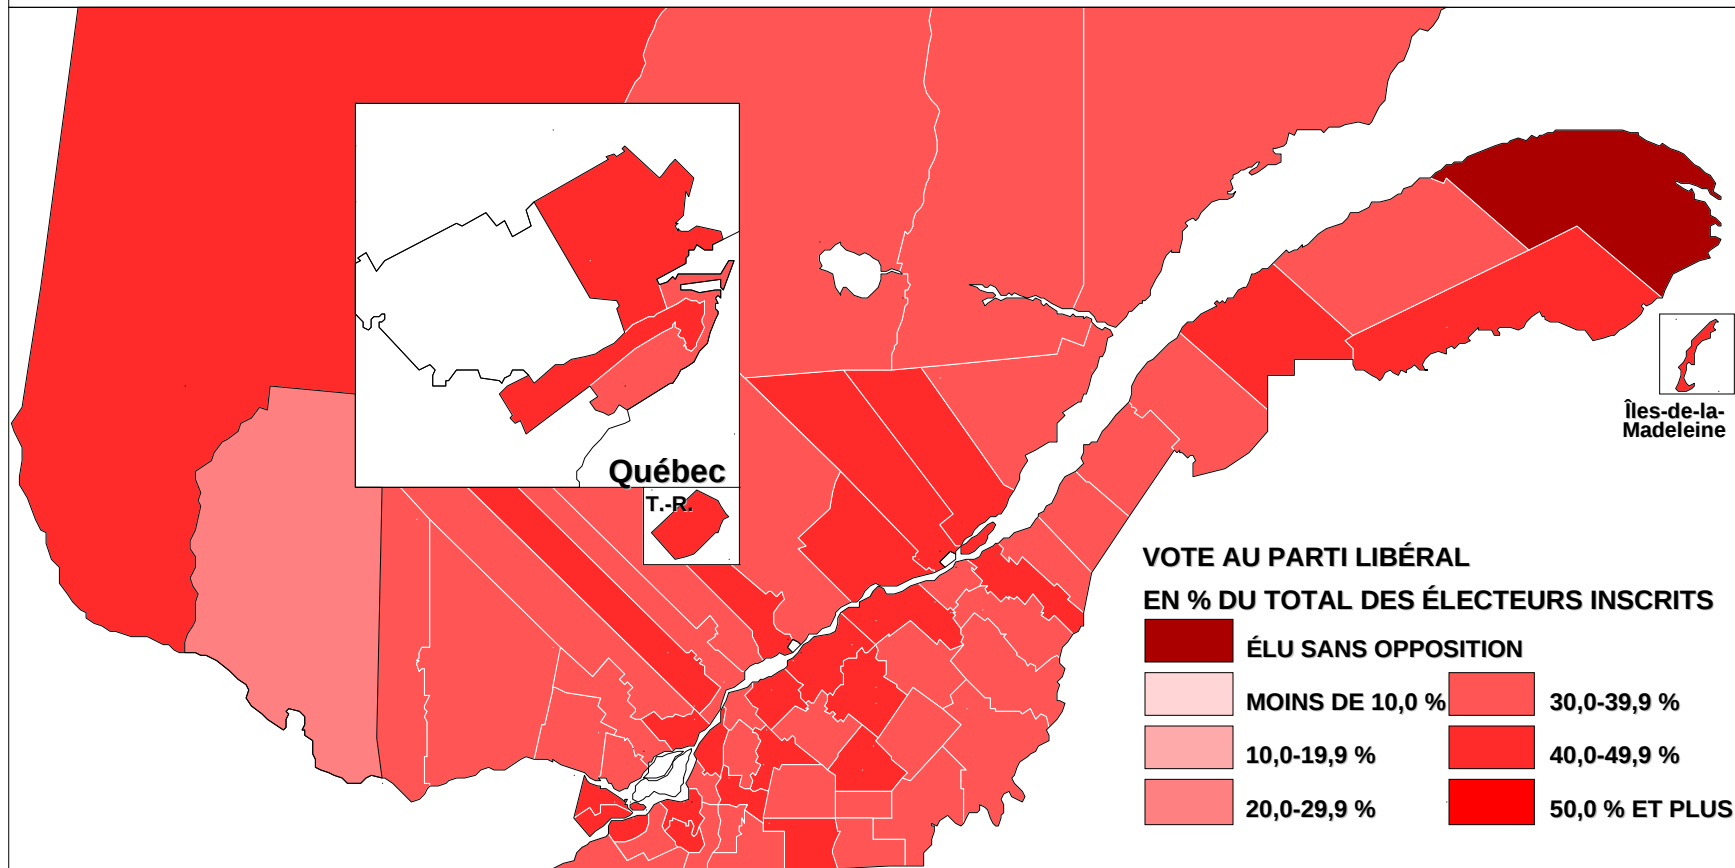 Québec
T.-R.
Îles-de-la-
Madeleine
VOTE AU PARTI LIBÉRAL
EN % DU TOTAL DES ÉLECTEURS INSCRITS
ÉLU SANS OPPOSITION
MOINS DE 10,0 %
30,0-39,9 %
10,0-19,9 %
40,0-49,9 %
20,0-29,9 %
50,0 % ET PLUS